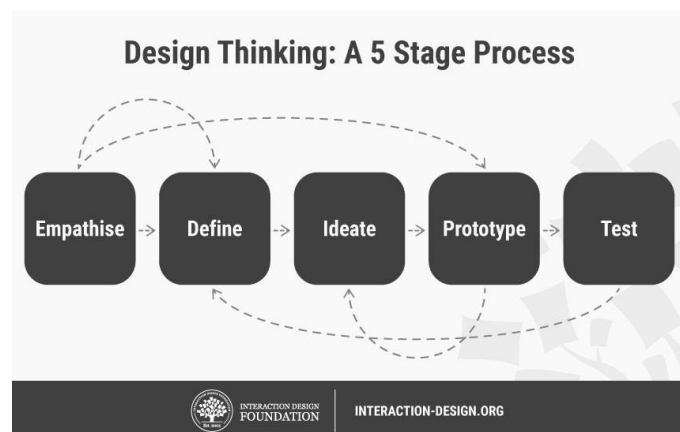 Design Thinking: A 5 Stage Process
Empathise
Define
Ideate
Prototype
Test
INTERACTION DESIGN
FOUNDATION
INTERACTION-DESIGN.ORG